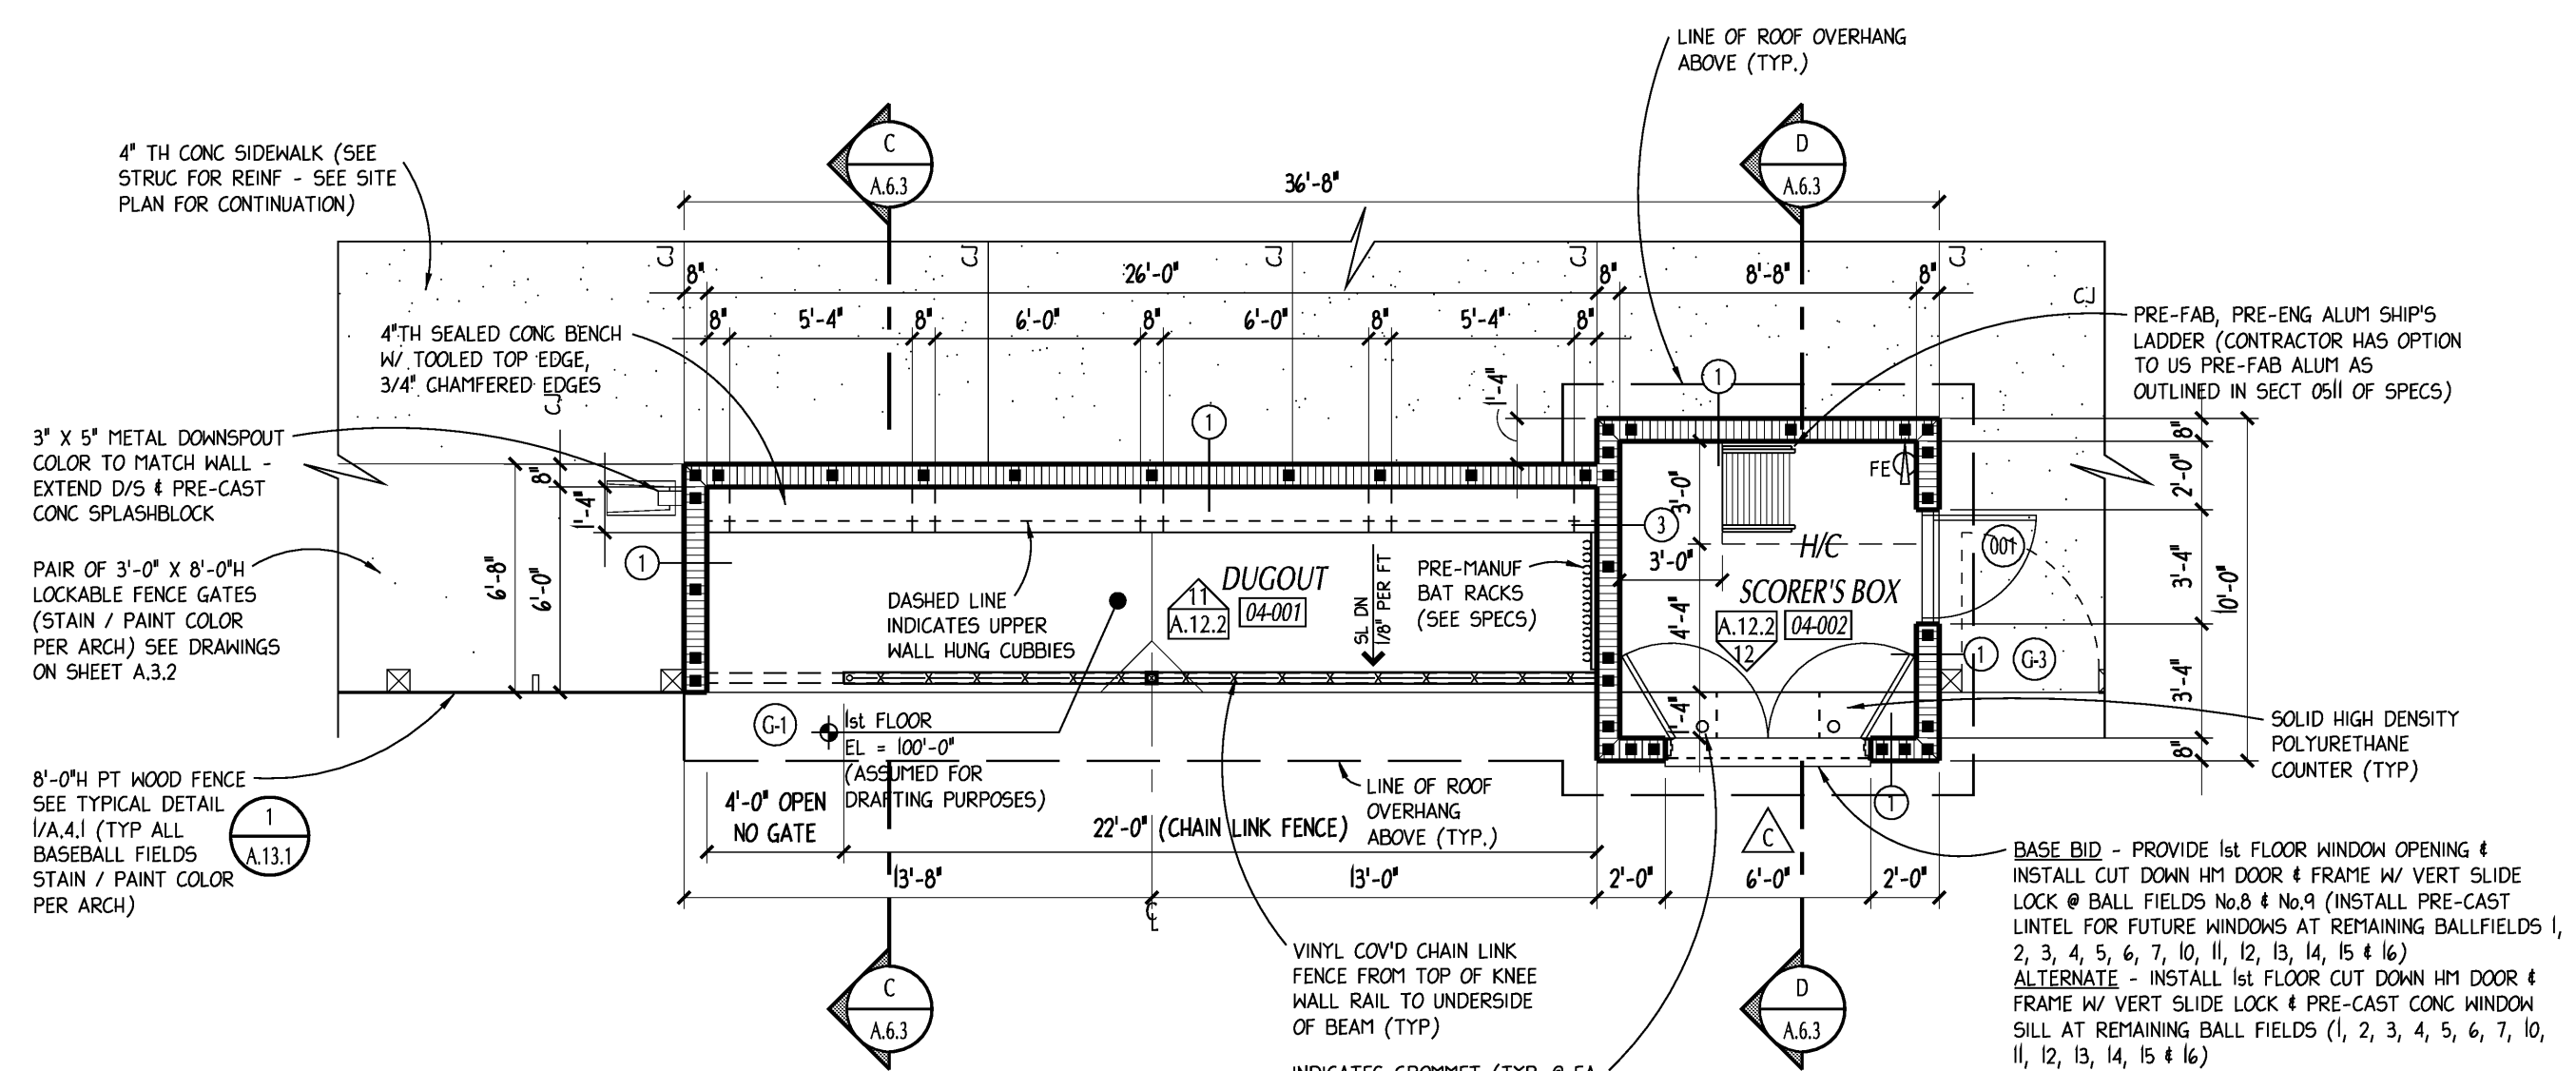 LINE OF ROOF OVERHANG
ABOVE (TYP.)
C
A.6.3
D
A.6.3
4" TH CONC SIDEWALK (SEE
STRUC FOR REINF - SEE SITE
PLAN FOR CONTINUATION)
36'-8"
CJ
CJ
CJ
CJ
CJ
CJ
8"
26'-0"
8"
8'-8"
8"
8"
5'-4"
8"
6'-0"
8"
6'-0"
8"
5'-4"
8"
4"TH SEALED CONC BENCH
W/ TOOLED TOP EDGE,
3/4" CHAMFERED EDGES
CJ
PRE-FAB, PRE-ENG ALUM SHIP'S
LADDER (CONTRACTOR HAS OPTION
TO US PRE-FAB ALUM AS
OUTLINED IN SECT 0511 OF SPECS)
1'-4"
1
1
3" X 5" METAL DOWNSPOUT
COLOR TO MATCH WALL -
EXTEND D/S & PRE-CAST
CONC SPLASHBLOCK
8"
1'-4"
6'-8"
6'-0"
FE
3'-0"
3
8"
2'-0"
3'-4"
10'-0"
3'-4"
8"
PAIR OF 3'-0" X 8'-0"H
LOCKABLE FENCE GATES
(STAIN / PAINT COLOR
PER ARCH) SEE DRAWINGS
ON SHEET A.3.2
1
DASHED LINE
INDICATES UPPER
WALL HUNG CUBBIES
11
A.12.2
DUGOUT
04-001
SL DN
1/8" PER FT
PRE-MANUF
BAT RACKS
(SEE SPECS)
3'-0"
H/C
SCORER'S BOX
A.12.2
12
04-002
4'-4"
1'-4"
001
1
G-3
G-1
1st FLOOR
EL = 100'-0"
(ASSUMED FOR
DRAFTING PURPOSES)
SOLID HIGH DENSITY
POLYURETHANE
COUNTER (TYP)
8'-0"H PT WOOD FENCE
SEE TYPICAL DETAIL
1/A.4.1 (TYP ALL
BASEBALL FIELDS
STAIN / PAINT COLOR
PER ARCH)
1
A.13.1
4'-0" OPEN
NO GATE
22'-0" (CHAIN LINK FENCE)
LINE OF ROOF
OVERHANG
ABOVE (TYP.)
C
1
13'-8"
13'-0"
2'-0"
6'-0"
2'-0"
CL
BASE BID - PROVIDE 1st FLOOR WINDOW OPENING &
INSTALL CUT DOWN HM DOOR & FRAME W/ VERT SLIDE
LOCK @ BALL FIELDS No.8 & No.9 (INSTALL PRE-CAST
LINTEL FOR FUTURE WINDOWS AT REMAINING BALLFIELDS 1,
2, 3, 4, 5, 6, 7, 10, 11, 12, 13, 14, 15 & 16)
ALTERNATE - INSTALL 1st FLOOR CUT DOWN HM DOOR &
FRAME W/ VERT SLIDE LOCK & PRE-CAST CONC WINDOW
SILL AT REMAINING BALL FIELDS (1, 2, 3, 4, 5, 6, 7, 10,
11, 12, 13, 14, 15 & 16)
VINYL COV'D CHAIN LINK
FENCE FROM TOP OF KNEE
WALL RAIL TO UNDERSIDE
OF BEAM (TYP)
C
A.6.3
D
A.6.3
INDICATES GROMMET (TYP @ EA